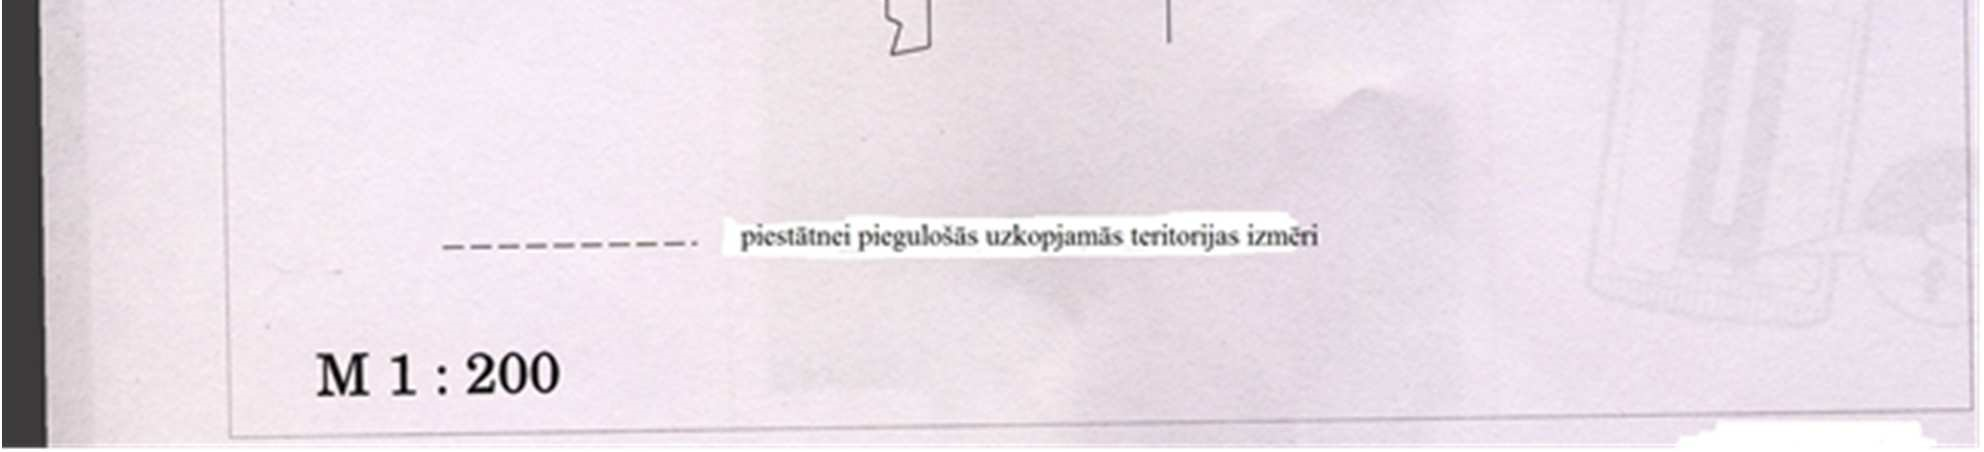 piestātnei piegulošās uzkopjamās teritorijas izmēri
M 1 : 200